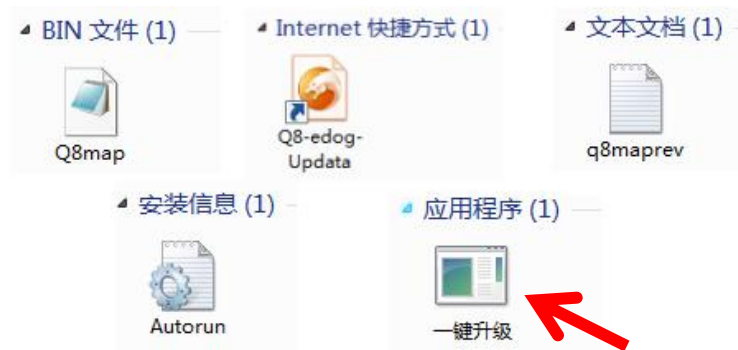 BIN 文件 (1)
Internet 快捷方式 (1)
文本文档 (1)
Q8map
Q8-edog-
Updata
q8maprev
安装信息 (1)
应用程序 (1)
Autorun
一键升级